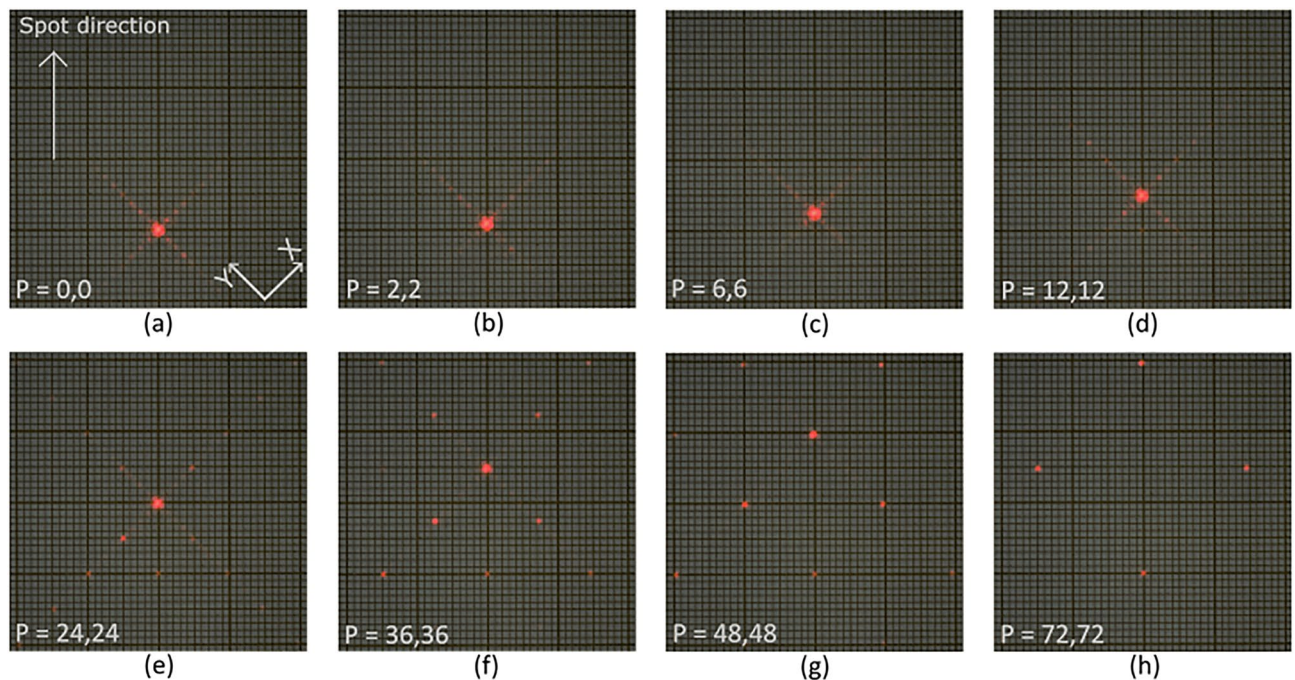 Spot direction
X
Y
P = 0,0
P = 2,2
P = 6,6
P = 12,12
(a)
(b)
(c)
(d)
P = 24,24
P = 36,36
P = 48,48
P = 72,72
(e)
(f)
(g)
(h)